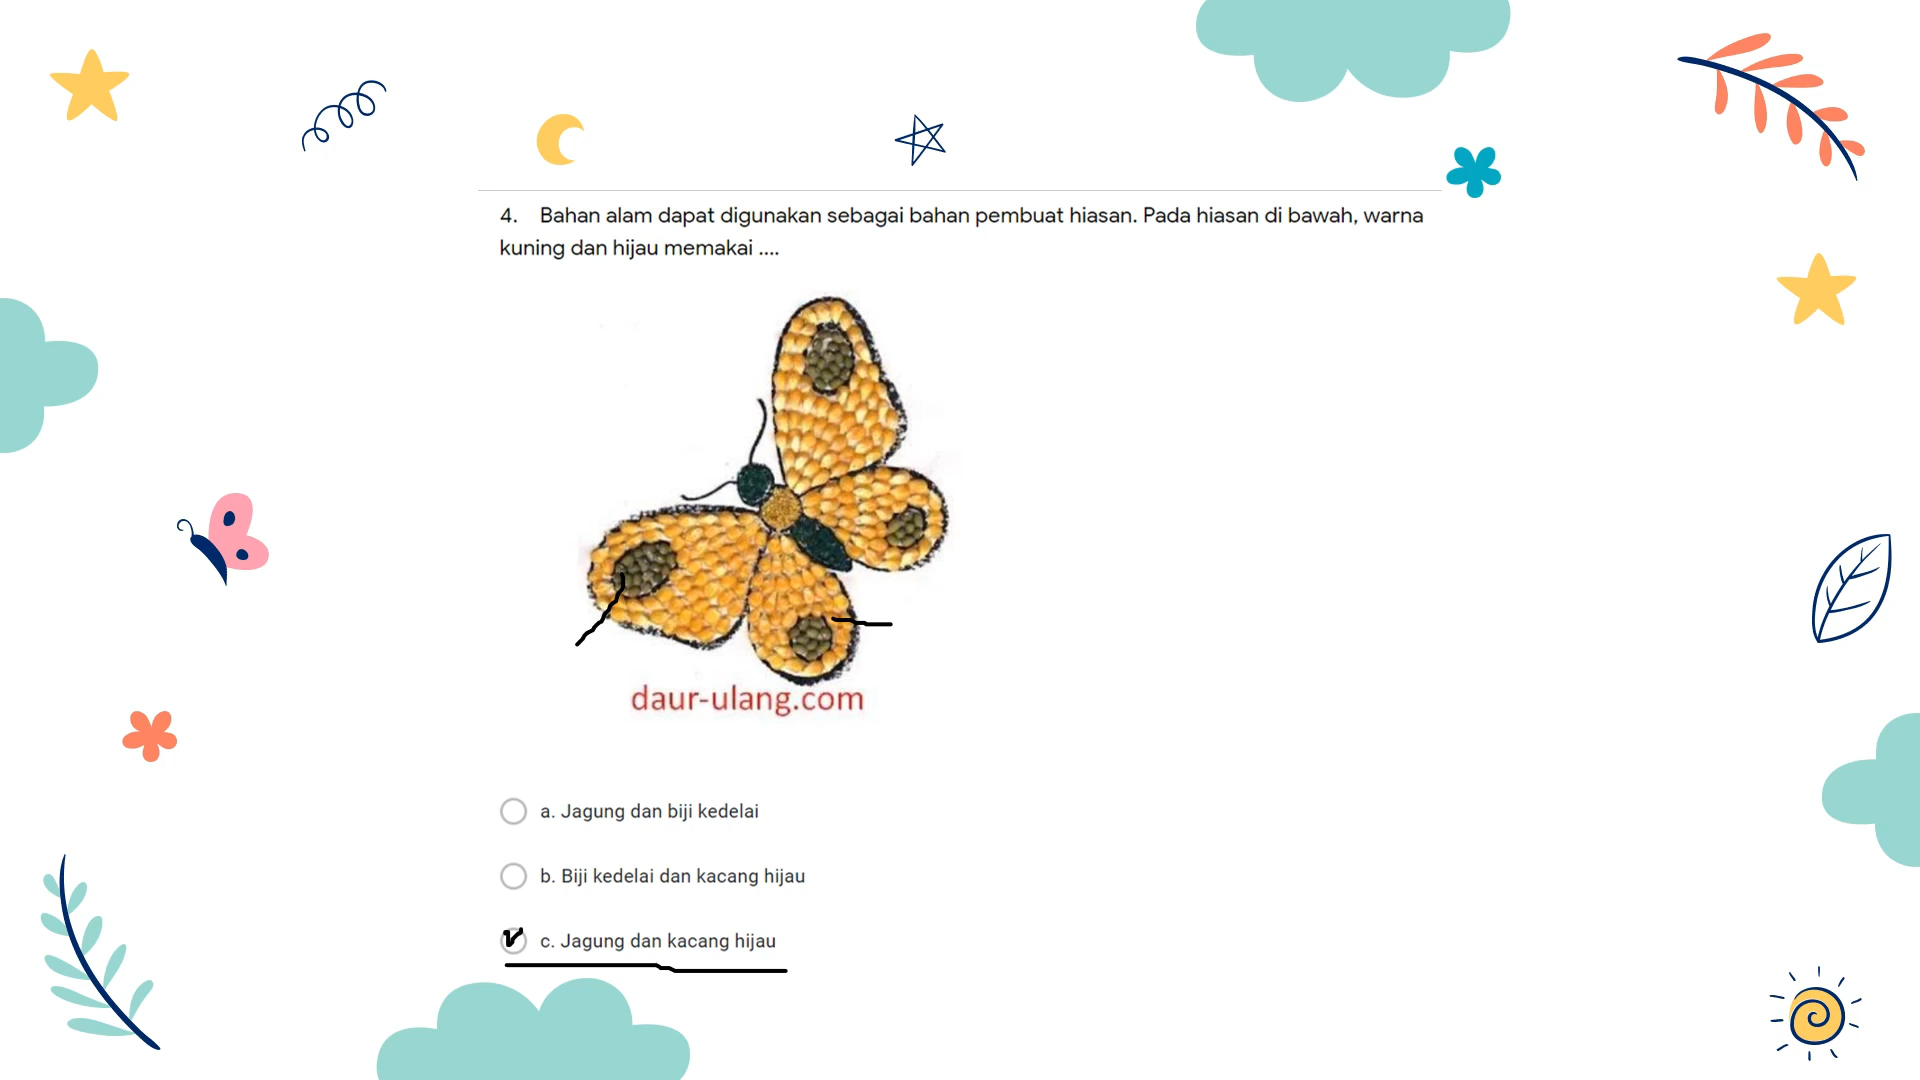 4. Bahan alam dapat digunakan sebagai bahan pembuat hiasan. Pada hiasan di bawah, warna
kuning dan hijau memakai ....
daur-ulang.com
a. Jagung dan biji kedelai
b. Biji kedelai dan kacang hijau
c. Jagung dan kacang hijau